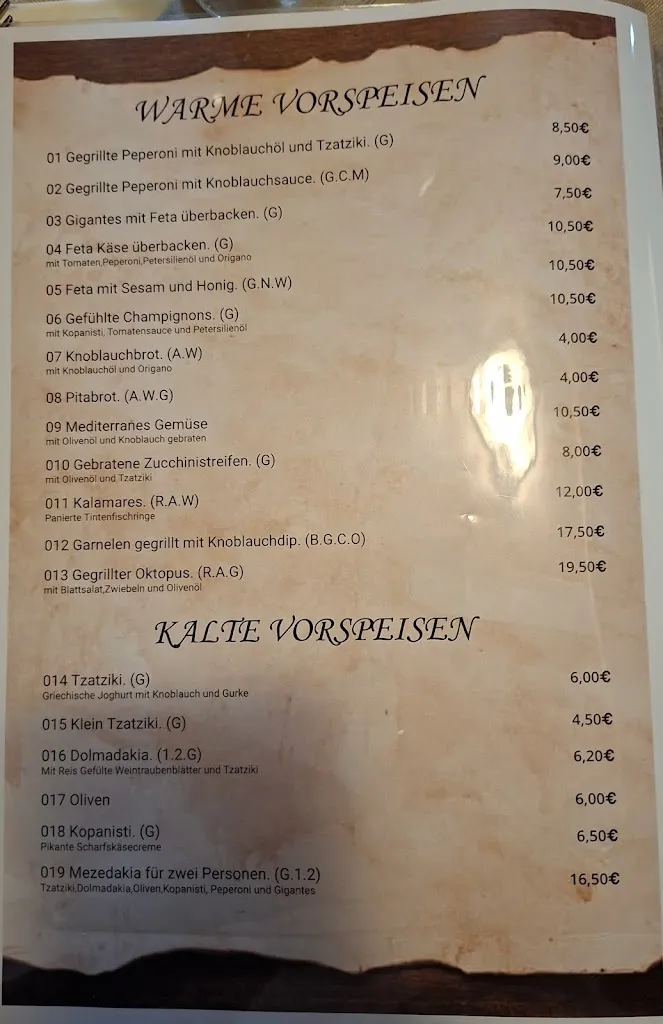 WARME VORSPEISEN
01 Gegrillte Peperoni mit Knoblauchöl und Tzatziki. (G) 8,50€
02 Gegrillte Peperoni mit Knoblauchsauce. (G.C.M) 9,00€
03 Gigantes mit Feta überbacken. (G) 7,50€
04 Feta Käse überbacken. (G) 10,50€
mit Tomaten,Peperoni,Petersilienöl und Origano
05 Feta mit Sesam und Honig. (G.N.W) 10,50€
06 Gefühlte Champignons. (G) 10,50€
mit Kopanisti, Tomatensauce und Petersilienöl
07 Knoblauchbrot. (A.W) 4,00€
mit Knoblauchöl und Origano
08 Pitabrot. (A.W.G) 4,00€
09 Mediterranes Gemüse 10,50€
mit Olivenöl und Knoblauch gebraten
010 Gebratene Zucchinistreifen. (G) 8,00€
mit Olivenöl und Tzatziki
011 Kalamares. (R.A.W) 12,00€
Panierte Tintenfischringe
012 Garnelen gegrillt mit Knoblauchdip. (B.G.C.O) 17,50€
013 Gegrillter Oktopus. (R.A.G) 19,50€
mit Blattsalat,Zwiebeln und Olivenöl
KALTE VORSPEISEN
014 Tzatziki. (G) 6,00€
Griechische Joghurt mit Knoblauch und Gurke
015 Klein Tzatziki. (G) 4,50€
016 Dolmadakia. (1.2.G) 6,20€
Mit Reis Gefülte Weintraubenblätter und Tzatziki
017 Oliven 6,00€
018 Kopanisti. (G) 6,50€
Pikante Scharfskäsecreme
019 Mezedakia für zwei Personen. (G.1.2) 16,50€
Tzatziki,Dolmadakia,Oliven,Kopanisti, Peperoni und Gigantes